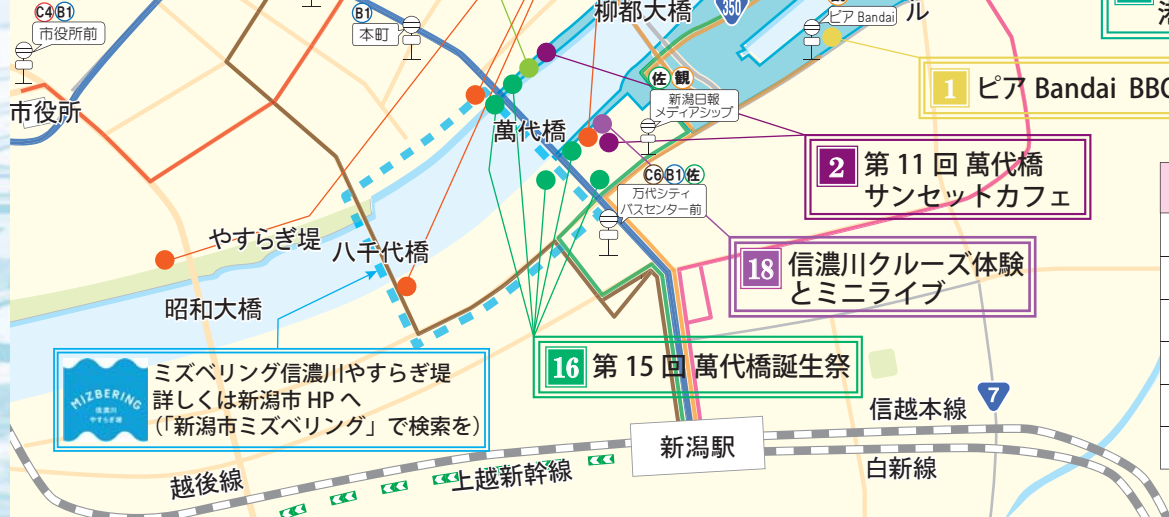 C4 B1
市役所前
市役所
B1
本町
柳都大橋
350
ピア Bandai
ル
佐 観
新潟日報
メディアシップ
萬代橋
1 ピア Bandai BBQ
2 第 11 回 萬代橋
サンセットカフェ
C6 B1 佐
万代シティ
バスセンター前
やすらぎ堤
八千代橋
昭和大橋
18 信濃川クルーズ体験
とミニライブ
16 第 15 回 萬代橋誕生祭
MIZBERING
信濃川
やすらぎ堤
ミズベリング信濃川やすらぎ堤
詳しくは新潟市 HP へ
(「新潟市ミズベリング」で検索を)
7
信越本線
新潟駅
白新線
上越新幹線
越後線